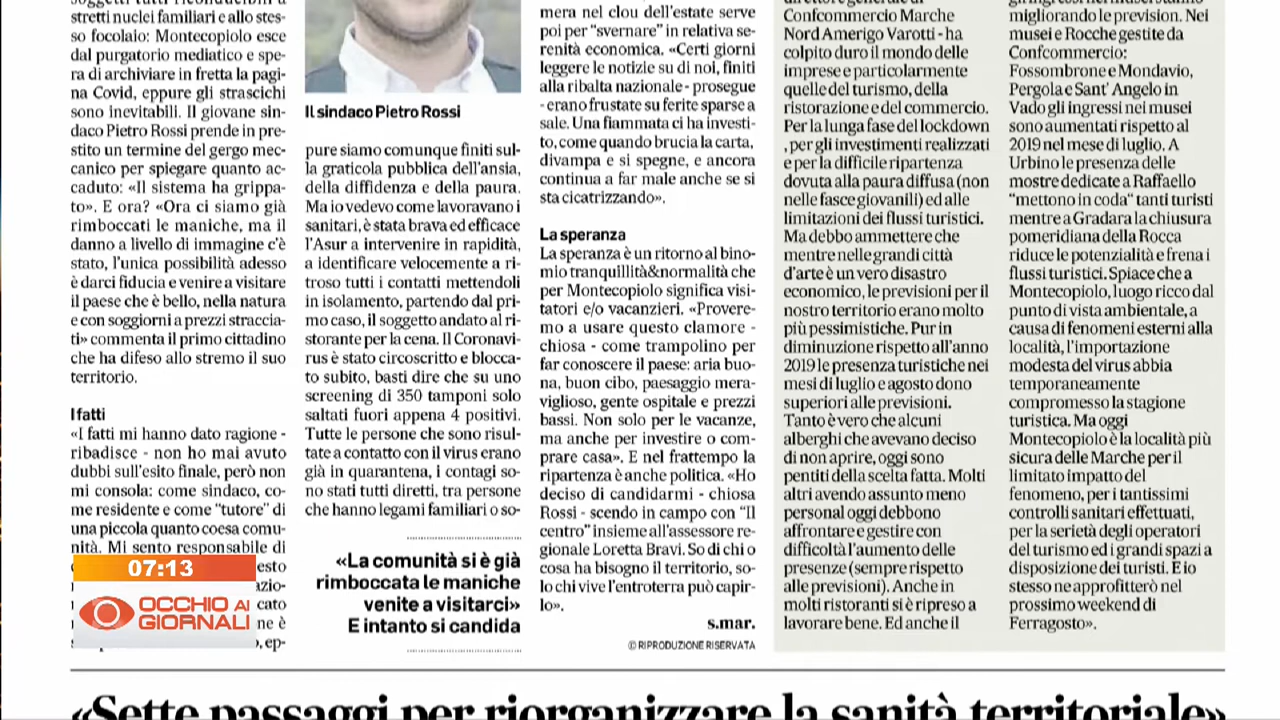 soggetti tutti riconducibili a
stretti nuclei familiari e allo stes-
so focolaio: Montecopiolo esce
dal purgatorio mediatico e spe-
ra di archiviare in fretta la pagi-
na Covid, eppure gli strascichi
sono inevitabili. Il giovane sin-
daco Pietro Rossi prende in pre-
stito un termine del gergo mec-
canico per spiegare quanto ac-
caduto: «Il sistema ha grippa-
to». E ora? «Ora ci siamo già
rimboccati le maniche, ma il
danno a livello di immagine c'è
stato, l'unica possibilità adesso
è darci fiducia e venire a visitare
il paese che è bello, nella natura
e con soggiorni a prezzi straccia-
ti» commenta il primo cittadino
che ha difeso allo stremo il suo
territorio.
I fatti
«I fatti mi hanno dato ragione -
ribadisce - non ho mai avuto
dubbi sull'esito finale, però non
mi consola: come sindaco, co-
me residente e come "tutore" di
una piccola quanto coesa comu-
nità. Mi sento responsabile di
esto
azio-
cato
ne è
, ep-
07:13
OCCHIO AI
GIORNALI
Il sindaco Pietro Rossi
pure siamo comunque finiti sul-
la graticola pubblica dell'ansia,
della diffidenza e della paura.
Ma io vedevo come lavoravano i
sanitari, è stata brava ed efficace
l'Asur a intervenire in rapidità,
a identificare velocemente a ri-
troso tutti i contatti mettendoli
in isolamento, partendo dal pri-
mo caso, il soggetto andato al ri-
storante per la cena. Il Coronavi-
rus è stato circoscritto e blocca-
to subito, basti dire che su uno
screening di 350 tamponi solo
saltati fuori appena 4 positivi.
Tutte le persone che sono risul-
tate a contatto con il virus erano
già in quarantena, i contagi so-
no stati tutti diretti, tra persone
che hanno legami familiari o so-
«La comunità si è già
rimboccata le maniche
venite a visitarci»
E intanto si candida
mera nel clou dell'estate serve
poi per "svernare" in relativa se-
renità economica. «Certi giorni
leggere le notizie su di noi, finiti
alla ribalta nazionale - prosegue
- erano frustate su ferite sparse a
sale. Una fiammata ci ha investi-
to, come quando brucia la carta,
divampa e si spegne, e ancora
continua a far male anche se si
sta cicatrizzando».
La speranza
La speranza è un ritorno al bino-
mio tranquillità&normalità che
per Montecopiolo significa visi-
tatori e/o vacanzieri. «Provere-
mo a usare questo clamore -
chiosa - come trampolino per
far conoscere il paese: aria buo-
na, buon cibo, paesaggio mera-
viglioso, gente ospitale e prezzi
bassi. Non solo per le vacanze,
ma anche per investire o com-
prare casa». E nel frattempo la
ripartenza è anche politica. «Ho
deciso di candidarmi - chiosa
Rossi - scendo in campo con "Il
centro" insieme all'assessore re-
gionale Loretta Bravi. So di chi o
cosa ha bisogno il territorio, so-
lo chi vive l'entroterra può capir-
lo».
s.mar.
© RIPRODUZIONE RISERVATA
direttore generale di
Confcommercio Marche
Nord Amerigo Varotti - ha
colpito duro il mondo delle
imprese e particolarmente
quelle del turismo, della
ristorazione e del commercio.
Per la lunga fase del lockdown
, per gli investimenti realizzati
e per la difficile ripartenza
dovuta alla paura diffusa (non
nelle fasce giovanili) ed alle
limitazioni dei flussi turistici.
Ma debbo ammettere che
mentre nelle grandi città
d'arte è un vero disastro
economico, le previsioni per il
nostro territorio erano molto
più pessimistiche. Pur in
diminuzione rispetto all'anno
2019 le presenza turistiche nei
mesi di luglio e agosto dono
superiori alle previsioni.
Tanto è vero che alcuni
alberghi che avevano deciso
di non aprire, oggi sono
pentiti della scelta fatta. Molti
altri avendo assunto meno
personal oggi debbono
affrontare e gestire con
difficoltà l'aumento delle
presenze (sempre rispetto
alle previsioni). Anche in
molti ristoranti si è ripreso a
lavorare bene. Ed anche il
migliorando le prevision. Nei
musei e Rocche gestite da
Confcommercio:
Fossombrone e Mondavio,
Pergola e Sant' Angelo in
Vado gli ingressi nei musei
sono aumentati rispetto al
2019 nel mese di luglio. A
Urbino le presenza delle
mostre dedicate a Raffaello
"mettono in coda" tanti turisti
mentre a Gradara la chiusura
pomeridiana della Rocca
riduce le potenzialità e frena i
flussi turistici. Spiace che a
Montecopiolo, luogo ricco dal
punto di vista ambientale, a
causa di fenomeni esterni alla
località, l'importazione
modesta del virus abbia
temporaneamente
compromesso la stagione
turistica. Ma oggi
Montecopiolo è la località più
sicura delle Marche per il
limitato impatto del
fenomeno, per i tantissimi
controlli sanitari effettuati,
per la serietà degli operatori
del turismo ed i grandi spazi a
disposizione dei turisti. E io
stesso ne approfitterò nel
prossimo weekend di
Ferragosto».
«Sette passaggi per riorganizzare la sanità territoriale»